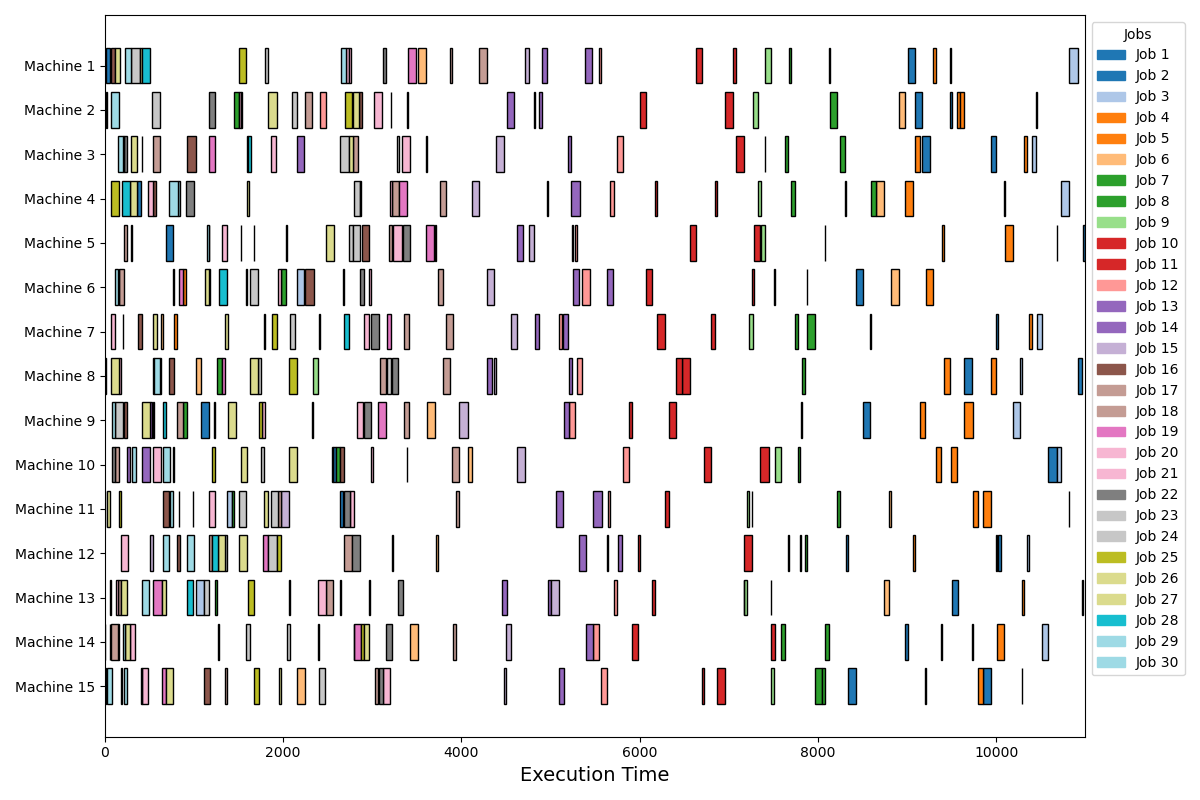 Machine 1
Machine 2
Machine 3
Machine 4
Machine 5
Machine 6
Machine 7
Machine 8
Machine 9
Machine 10
Machine 11
Machine 12
Machine 13
Machine 14
Machine 15
0 2000 4000 6000 8000 10000
Execution Time
Jobs
Job 1
Job 2
Job 3
Job 4
Job 5
Job 6
Job 7
Job 8
Job 9
Job 10
Job 11
Job 12
Job 13
Job 14
Job 15
Job 16
Job 17
Job 18
Job 19
Job 20
Job 21
Job 22
Job 23
Job 24
Job 25
Job 26
Job 27
Job 28
Job 29
Job 30